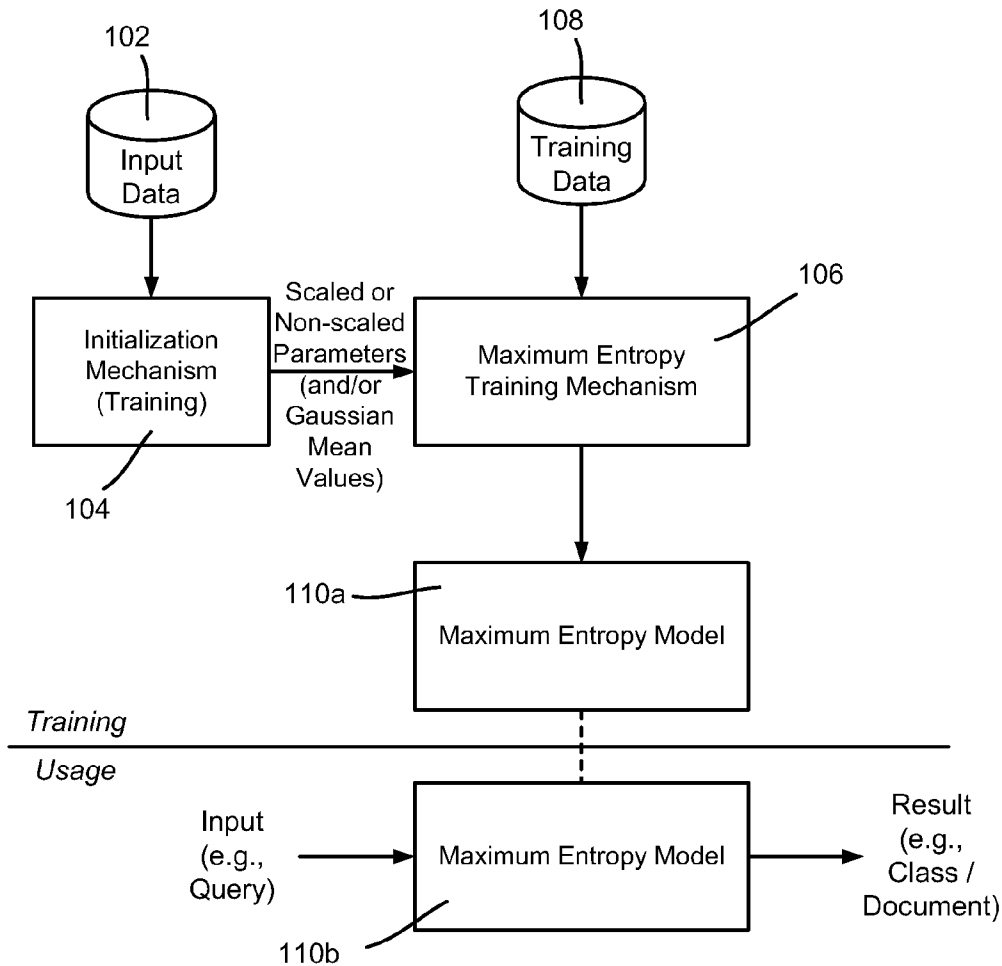 102
108
Input
Data
Training
Data
106
Initialization
Mechanism
(Training)
104
Scaled or
Non-scaled
Parameters
(and/or
Gaussian
Mean
Values)
Maximum Entropy
Training Mechanism
110a
Maximum Entropy Model
Training
Usage
Input
(e.g.,
Query)
Maximum Entropy Model
110b
Result
(e.g.,
Class /
Document)